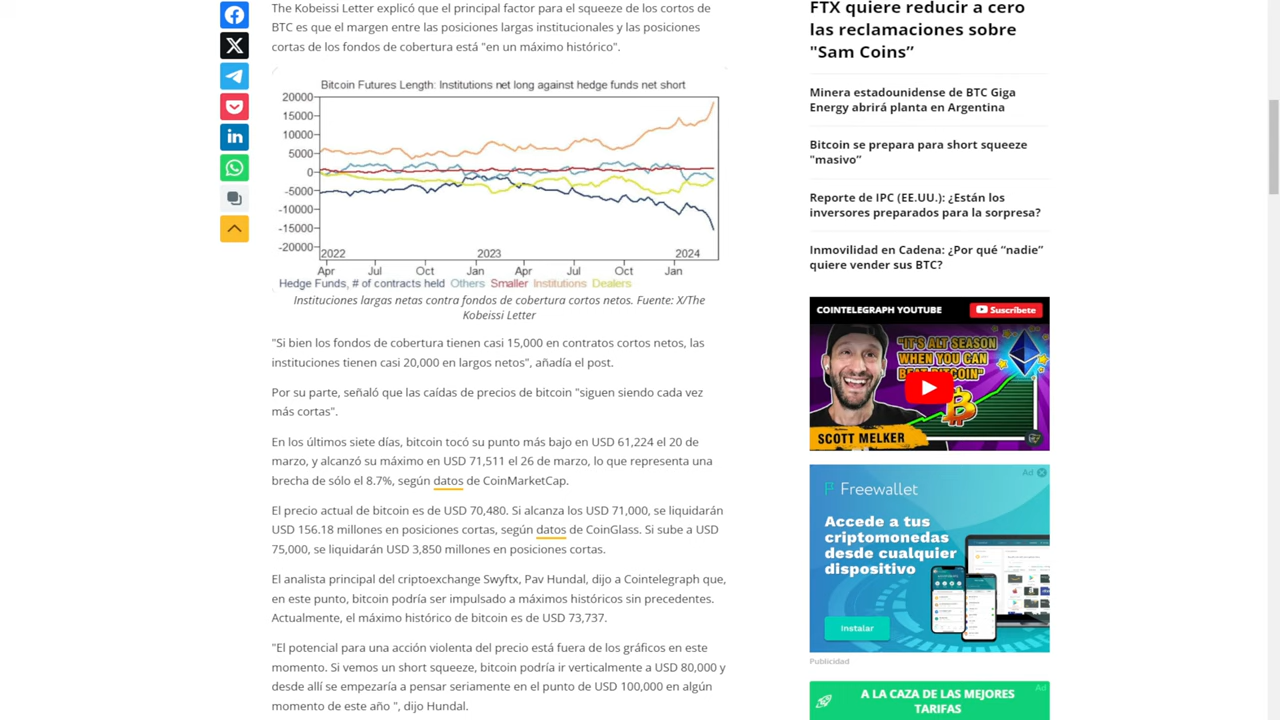 The Kobeissi Letter explicó que el principal factor para el squeeze de los cortos de
BTC es que el margen entre las posiciones largas institucionales y las posiciones
cortas de los fondos de cobertura está "en un máximo histórico".
Bitcoin Futures Length: Institutions net long against hedge funds net short
20000
15000
10000
5000
0
-5000
-10000
-15000
-20000
2022 2023 2024
Apr Jul Oct Jan Apr Jul Oct Jan
Hedge Funds, # of contracts held Others Smaller Institutions Dealers
Instituciones largas netas contra fondos de cobertura cortos netos. Fuente: X/The
Kobeissi Letter
"Si bien los fondos de cobertura tienen casi 15,000 en contratos cortos netos, las
instituciones tienen casi 20,000 en largos netos", añadía el post.
Por su parte, señaló que las caídas de precios de bitcoin "siguen siendo cada vez
más cortas".
En los últimos siete días, bitcoin tocó su punto más bajo en USD 61,224 el 20 de
marzo, y alcanzó su máximo en USD 71,511 el 26 de marzo, lo que representa una
brecha de sólo el 8.7%, según datos de CoinMarketCap.
El precio actual de bitcoin es de USD 70,480. Si alcanza los USD 71,000, se liquidarán
USD 156.18 millones en posiciones cortas, según datos de CoinGlass. Si sube a USD
75,000, se liquidarán USD 3,850 millones en posiciones cortas.
El analista principal del criptoexchange Swyftx, Pav Hundal, dijo a Cointelegraph que,
bitcoin podría ser impulsado a máximos históricos sin precedentes.
Actualmente, el máximo histórico de bitcoin es de USD 73,737.
"El potencial para una acción violenta del precio está fuera de los gráficos en este
momento. Si vemos un short squeeze, bitcoin podría ir verticalmente a USD 80,000 y
desde allí se empezaría a pensar seriamente en el punto de USD 100,000 en algún
momento de este año ", dijo Hundal.
FTX quiere reducir a cero
las reclamaciones sobre
"Sam Coins”
Minera estadounidense de BTC Giga
Energy abrirá planta en Argentina
Bitcoin se prepara para short squeeze
"masivo”
Reporte de IPC (EE.UU.): ¿Están los
inversores preparados para la sorpresa?
Inmovilidad en Cadena: ¿Por qué “nadie”
quiere vender sus BTC?
COINTELEGRAPH YOUTUBE
Suscríbete
"IT'S ALT SEASON
WHEN YOU CAN
BEAT BITCOIN"
SCOTT MELKER
Ad
Freewallet
Accede a tus
criptomonedas
desde cualquier
dispositivo
Instalar
Publicidad
Ad
A LA CAZA DE LAS MEJORES
TARIFAS